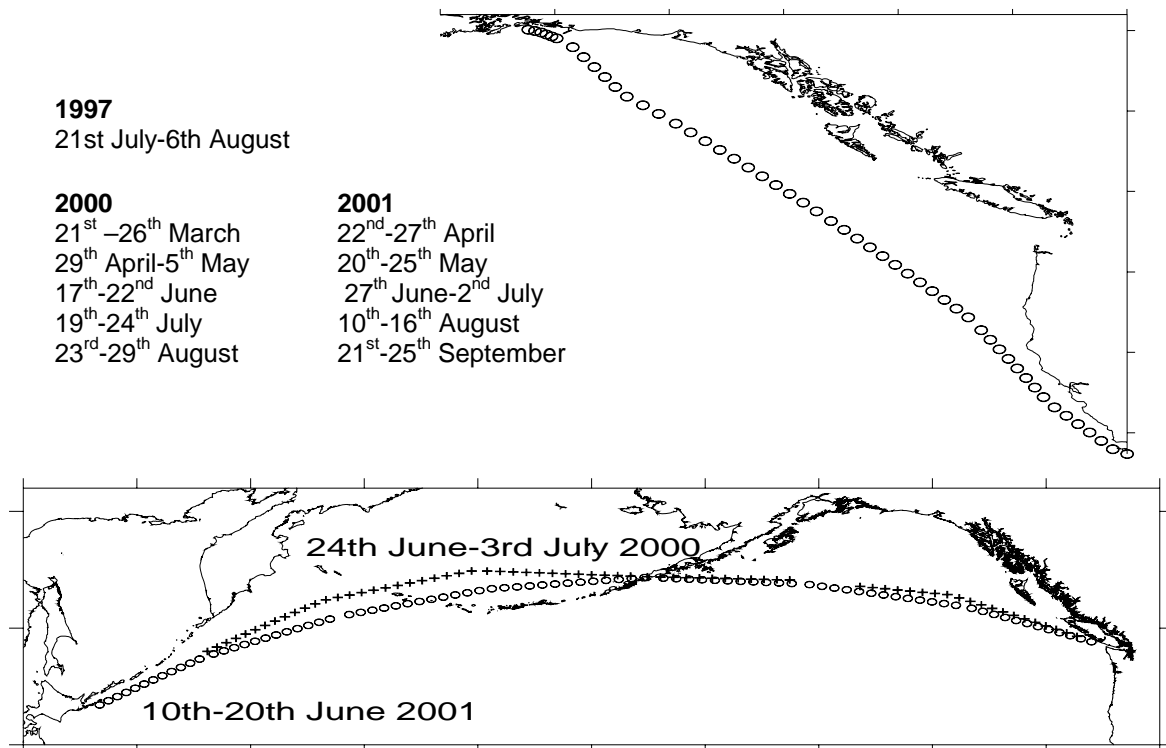 1997
21st July-6th August
2000
21st –26th March
29th April-5th May
17th-22nd June
19th-24th July
23rd-29th August
2001
22nd-27th April
20th-25th May
27th June-2nd July
10th-16th August
21st-25th September
24th June-3rd July 2000
10th-20th June 2001